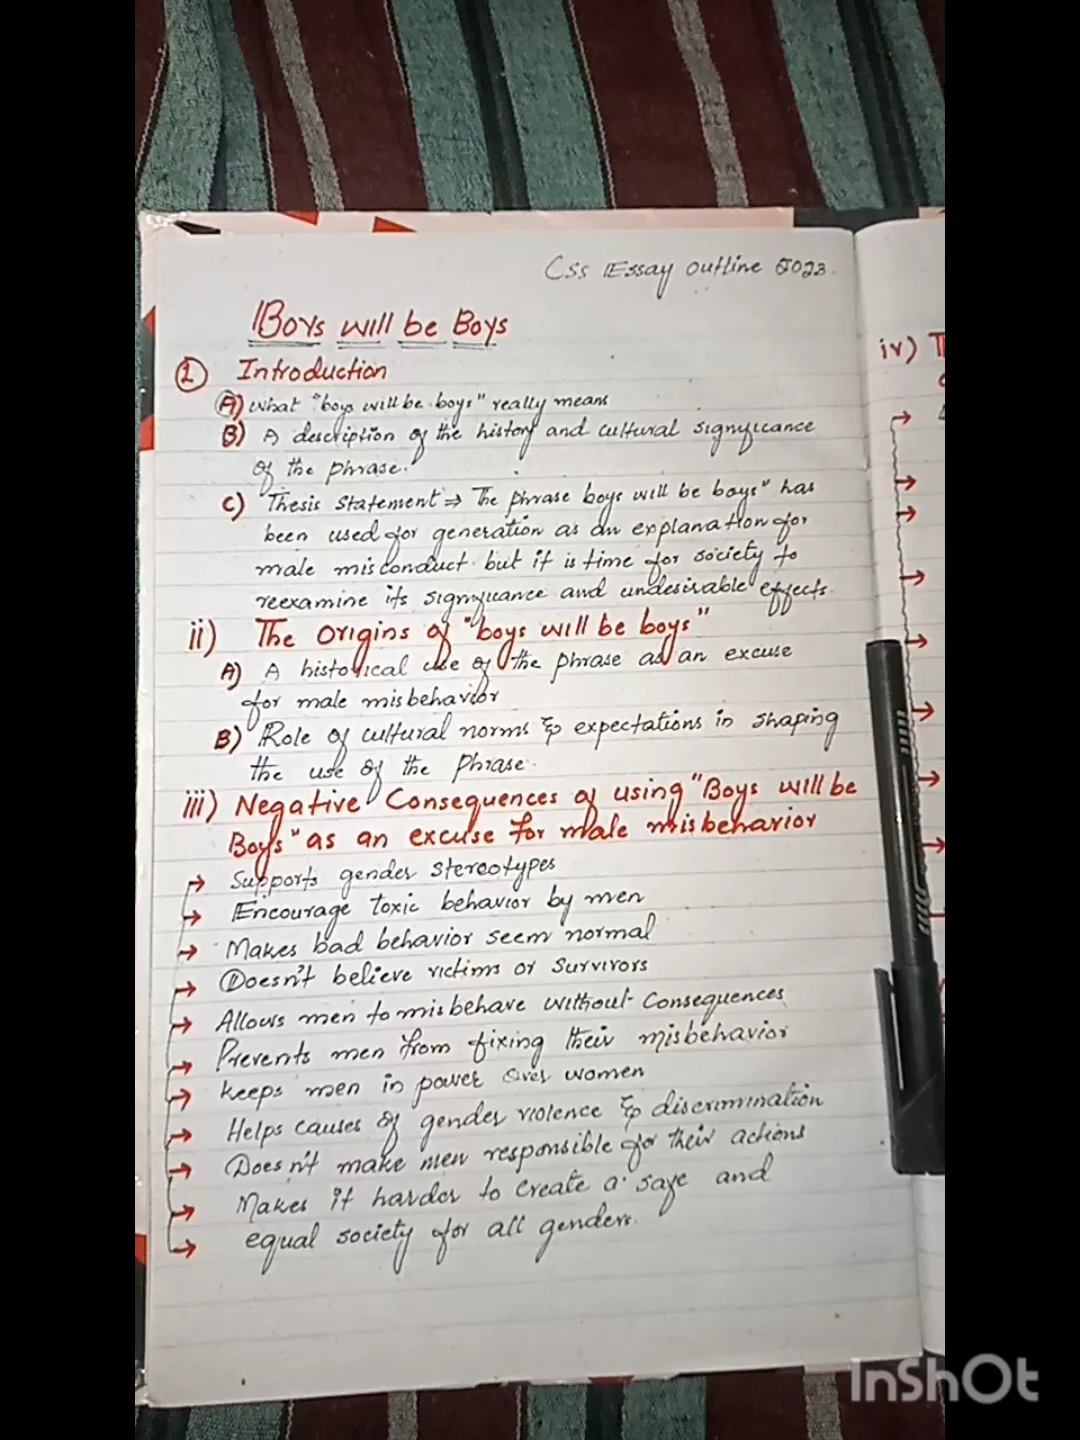 Css Essay outline 2023.
Boys will be Boys
1 Introduction
A) What "boys will be boys" really means
B) A description of the history and cultural significance
of the phrase.
C) Thesis Statement ⇒ The phrase boys will be boys" has
been used for generation as an explanation for
male misconduct but it is time for society to
reexamine its significance and undesirable effects.
ii) The Origins of "boys will be boys"
A) A historical use of the phrase as an excuse
for male misbehavior
B) Role of cultural norms & expectations in shaping
the use of the Phrase.
iii) Negative Consequences of using "Boys will be
Boys" as an excuse for male misbehavior
→ Supports gender stereotypes
→ Encourage toxic behavior by men
→ Makes bad behavior seem normal
→ Doesn't believe victims or survivors
→ Allows men to misbehave without Consequences
→ Prevents men from fixing their misbehavior
→ Keeps men in power over women
→ Helps causes of gender violence & discrimination
→ Doesn't make men responsible for their actions
→ Makes it harder to create a safe and
→ equal society for all genders.
iv) T
InShOt